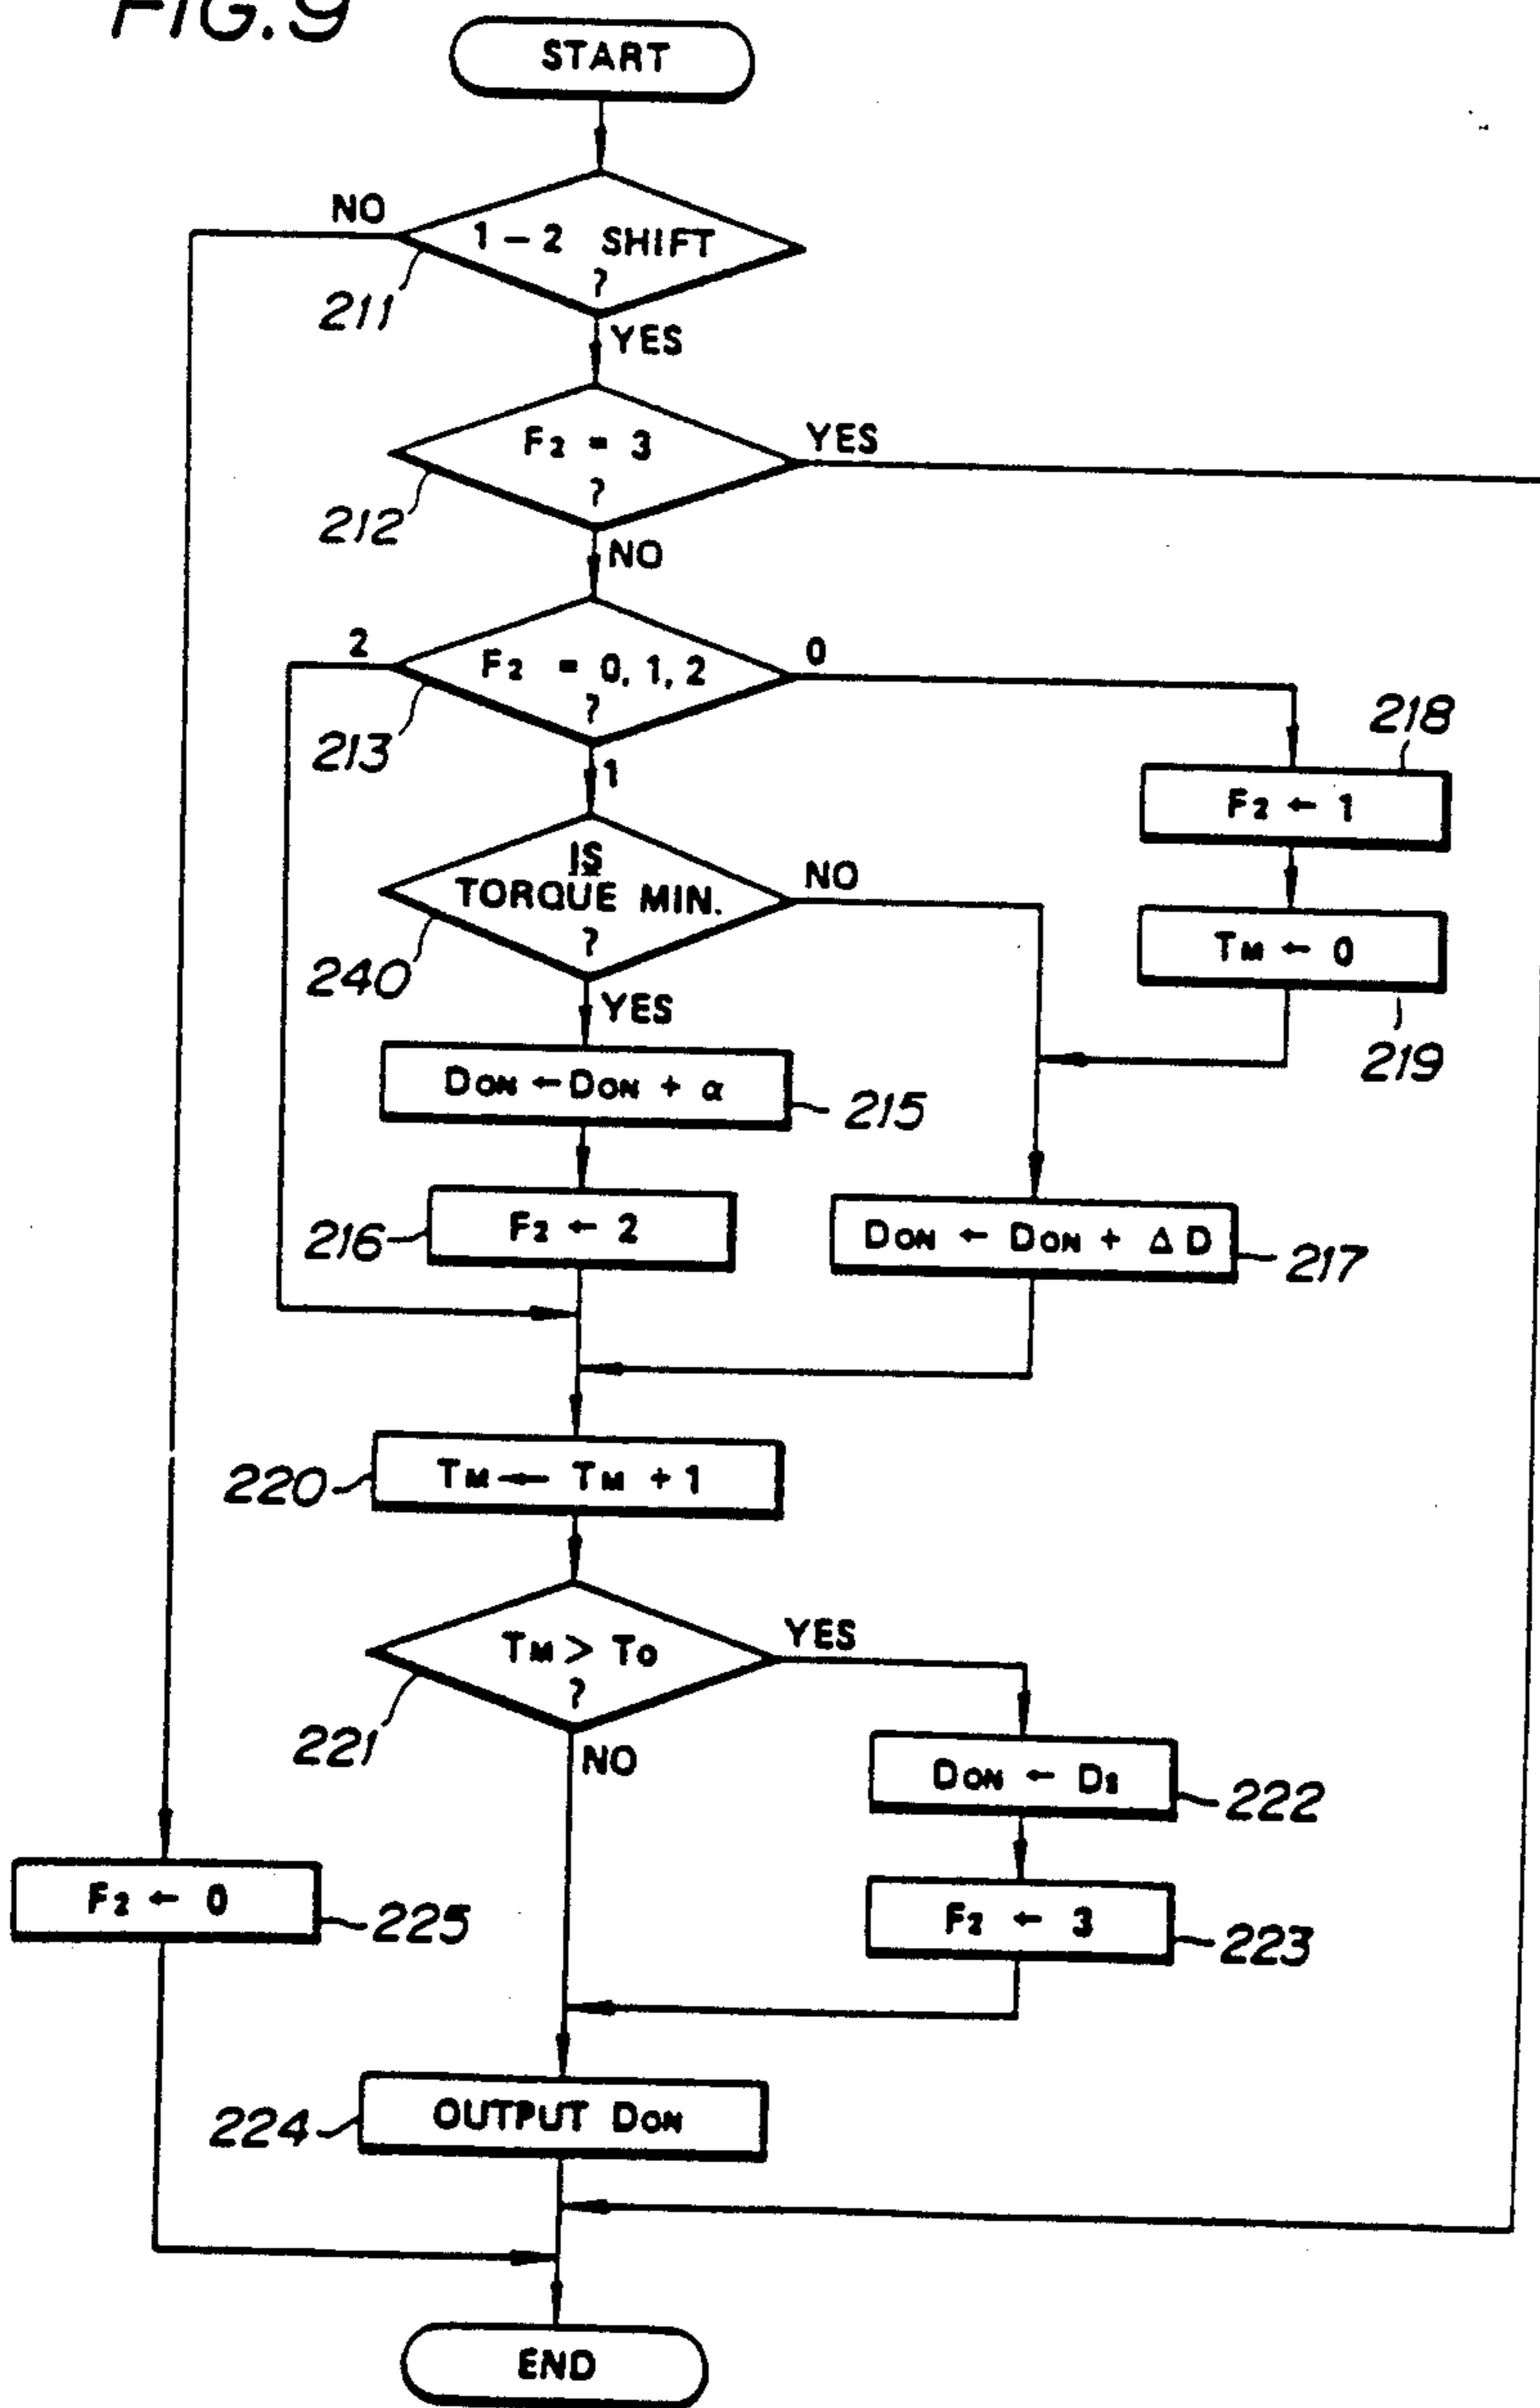 FIG. 9
START
NO
1 - 2 SHIFT
?
211
YES
F2 = 3
?
YES
212
NO
2
F2 = 0, 1, 2
?
0
213
1
218
F2 ← 1
IS
TORQUE MIN.
?
NO
240
YES
TM ← 0
219
DON ← DON + α
215
216
F2 ← 2
DON ← DON + Δ D
217
220
TM ← TM + 1
TM > To
?
YES
221
NO
DON ← Ds
222
F2 ← 0
225
F2 ← 3
223
224
OUTPUT DON
END